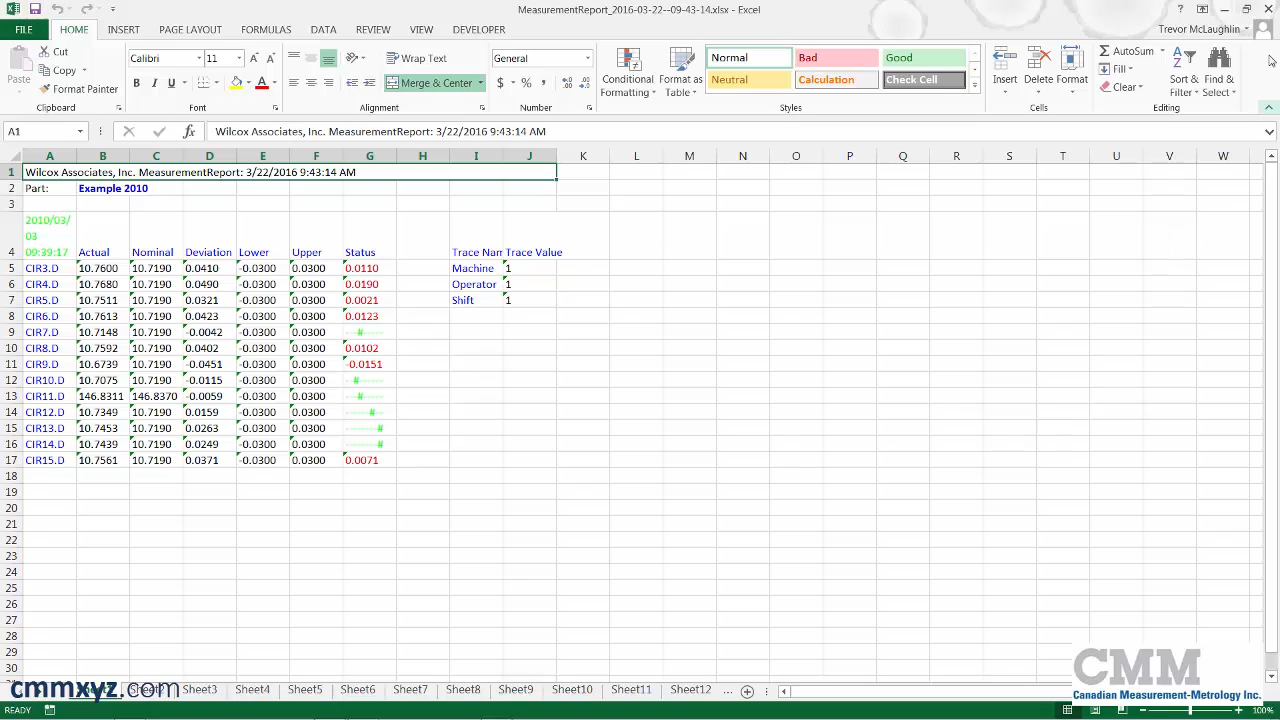 MeasurementReport_2016-03-22--09-43-14.xlsx - Excel
FILE HOME INSERT PAGE LAYOUT FORMULAS DATA REVIEW VIEW DEVELOPER Trevor McLaughlin
Paste Cut Copy Format Painter
Calibri 11 B I U
Wrap Text Merge & Center
General $ % ,
Conditional Formatting Format as Table
Normal Bad Good
Neutral Calculation Check Cell
Insert Delete Format
AutoSum Fill Clear Sort & Filter Find & Select
Clipboard Font Alignment Number Styles Cells Editing
A1 fx Wilcox Associates, Inc. MeasurementReport: 3/22/2016 9:43:14 AM
A B C D E F G H I J K L M N O P Q R S T U V W
1 Wilcox Associates, Inc. MeasurementReport: 3/22/2016 9:43:14 AM
2 Part: Example 2010
3
2010/03/
03
4 09:39:17 Actual Nominal Deviation Lower Upper Status Trace Nam Trace Value
5 CIR3.D 10.7600 10.7190 0.0410 -0.0300 0.0300 0.0110 Machine 1
6 CIR4.D 10.7680 10.7190 0.0490 -0.0300 0.0300 0.0190 Operator 1
7 CIR5.D 10.7511 10.7190 0.0321 -0.0300 0.0300 0.0021 Shift 1
8 CIR6.D 10.7613 10.7190 0.0423 -0.0300 0.0300 0.0123
9 CIR7.D 10.7148 10.7190 -0.0042 -0.0300 0.0300 ---#-----
10 CIR8.D 10.7592 10.7190 0.0402 -0.0300 0.0300 0.0102
11 CIR9.D 10.6739 10.7190 -0.0451 -0.0300 0.0300 -0.0151
12 CIR10.D 10.7075 10.7190 -0.0115 -0.0300 0.0300 --#------
13 CIR11.D 146.8311 146.8370 -0.0059 -0.0300 0.0300 ---#-----
14 CIR12.D 10.7349 10.7190 0.0159 -0.0300 0.0300 ------#--
15 CIR13.D 10.7453 10.7190 0.0263 -0.0300 0.0300 --------#
16 CIR14.D 10.7439 10.7190 0.0249 -0.0300 0.0300 --------#
17 CIR15.D 10.7561 10.7190 0.0371 -0.0300 0.0300 0.0071
18
19
20
21
22
23
24
25
26
27
28
29
30
CMM
Canadian Measurement-Metrology Inc.
cmmxyz.com
Sheet3 Sheet4 Sheet5 Sheet6 Sheet7 Sheet8 Sheet9 Sheet10 Sheet11 Sheet12 ...
READY 100%